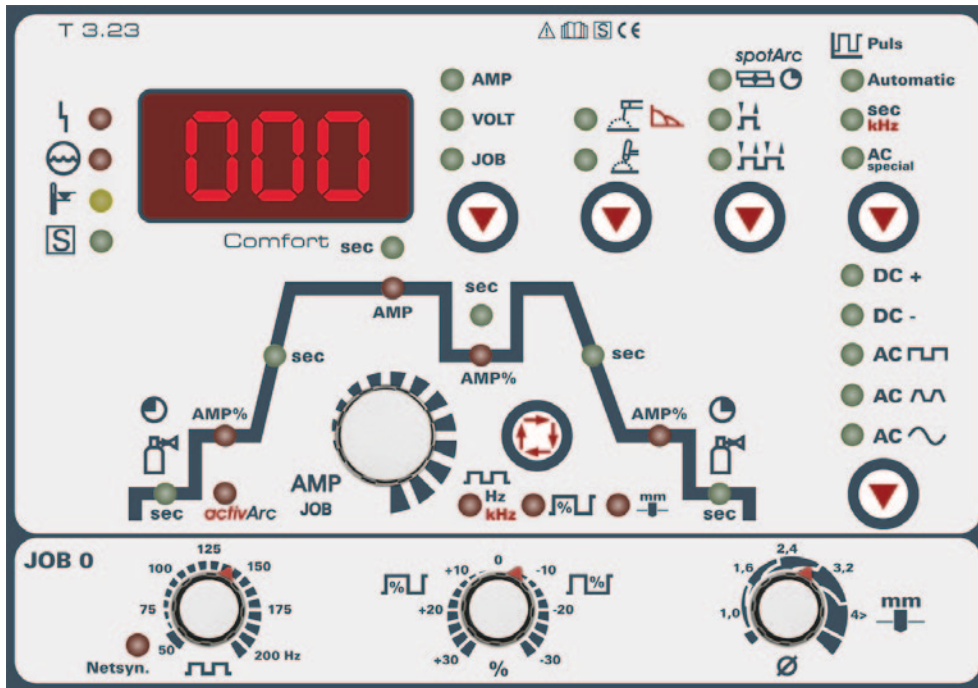 T 3.23
S CE
Puls
spotArc
AMP
Automatic
VOLT
sec
kHz
JOB
AC
special
000
S
Comfort
sec
sec
DC +
AMP
DC -
sec
sec
AC
AMP%
AC
AMP%
AMP%
AC
AMP
JOB
Hz
kHz
%
mm
sec
activArc
sec
JOB 0
125
100
150
75
175
50
200 Hz
Netsyn.
0
+10
-10
%
%
+20
-20
+30
-30
%
2,4
1,6
3,2
1,0
4>
mm
Ø